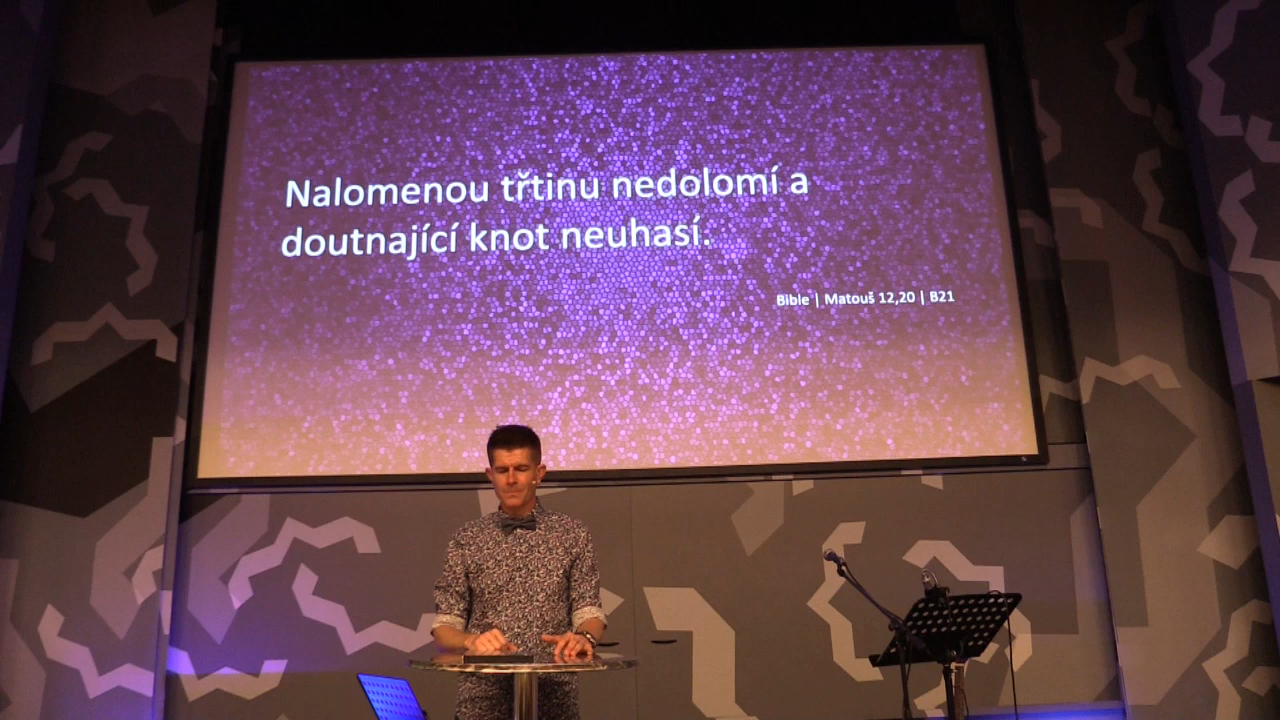 Nalomenou třtinu nedolomí a
doutnající knot neuhasí.
Bible | Matouš 12,20 | B21